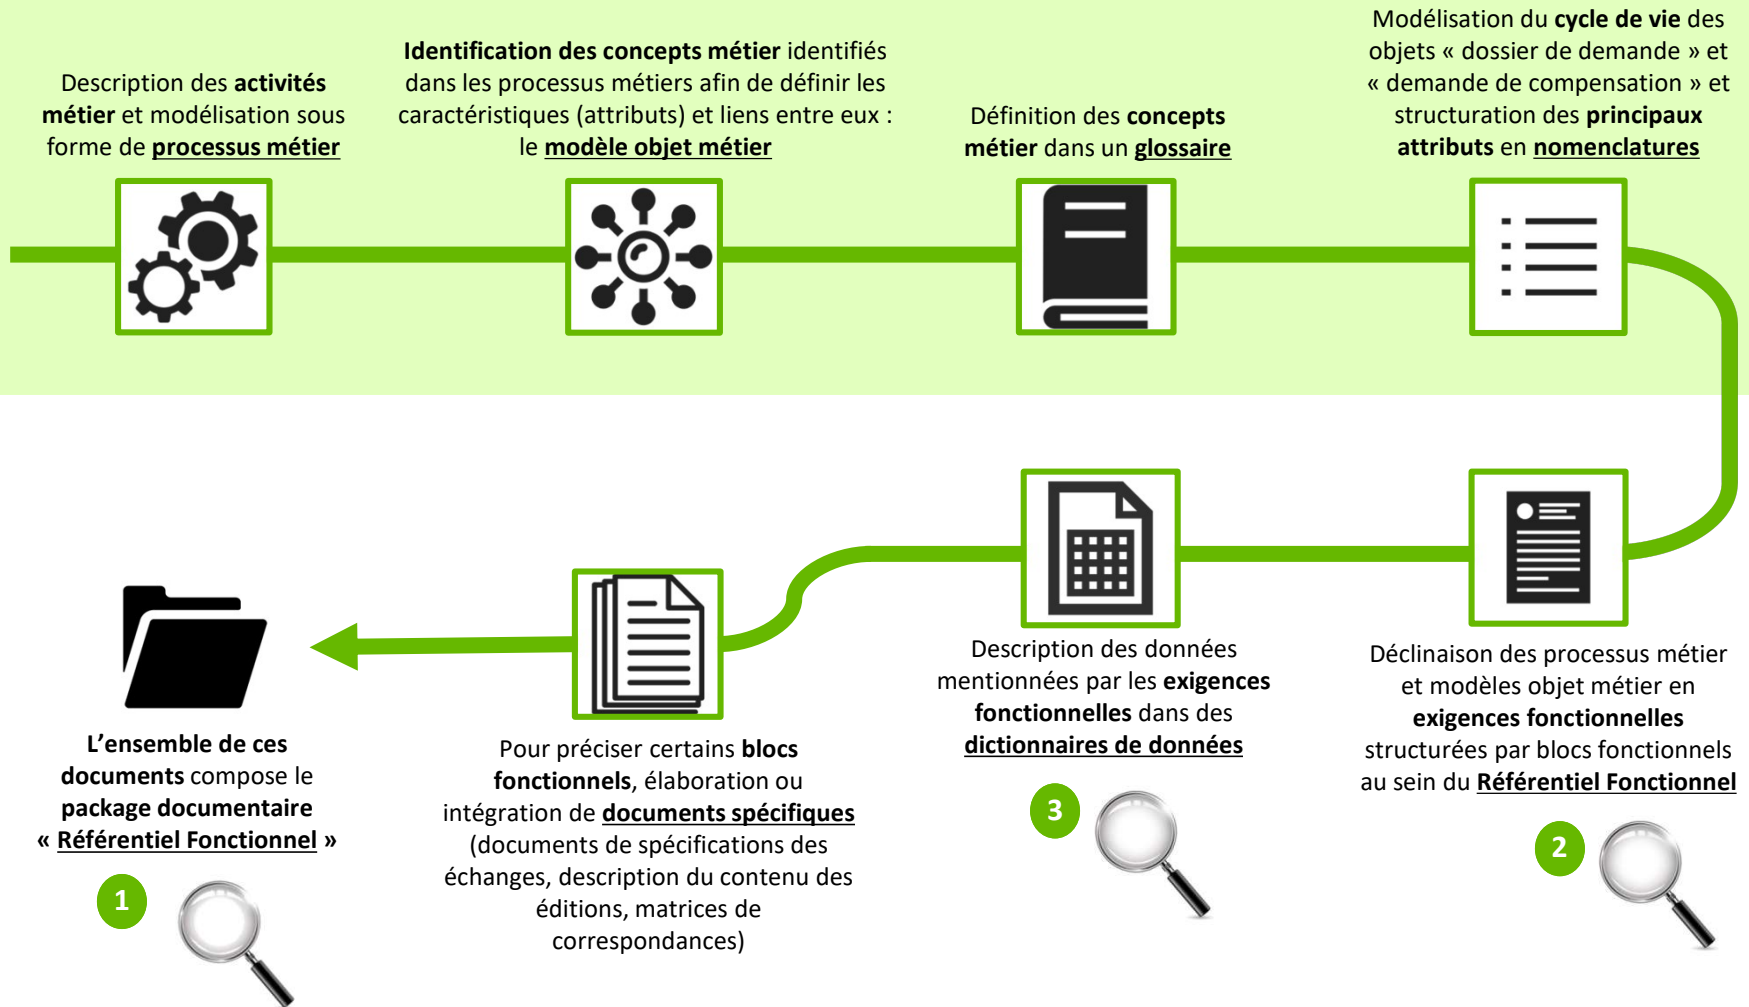 Description des activités
métier et modélisation sous
forme de processus métier
Identification des concepts métier identifiés
dans les processus métiers afin de définir les
caractéristiques (attributs) et liens entre eux :
le modèle objet métier
Définition des concepts
métier dans un glossaire
Modélisation du cycle de vie des
objets « dossier de demande » et
« demande de compensation » et
structuration des principaux
attributs en nomenclatures
Déclinaison des processus métier
et modèles objet métier en
exigences fonctionnelles
structurées par blocs fonctionnels
au sein du Référentiel Fonctionnel
2
Description des données
mentionnées par les exigences
fonctionnelles dans des
dictionnaires de données
3
Pour préciser certains blocs
fonctionnels, élaboration ou
intégration de documents spécifiques
(documents de spécifications des
échanges, description du contenu des
éditions, matrices de
correspondances)
L’ensemble de ces
documents compose le
package documentaire
« Référentiel Fonctionnel »
1